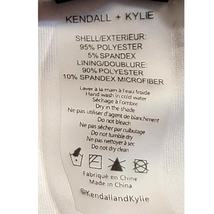 KENDALL + KYLIE
SHELL/EXTERIEUR:
95% POLYESTER
5% SPANDEX
LINING/DOUBLURE:
90% POLYESTER
10% SPANDEX MICROFIBER
Laver à la main à l'eau froide
Hand wash in cold water
Séchage à l'ombre
Dry in the shade
Ne pas utiliser d'eau de javel
Do not bleach
Ne pas sécher par culbutage
Do not tumble dry
Ne pas nettoyer à sec
Do not dry clean
Fabriqué en Chine
Made in China
@KendallandKylie